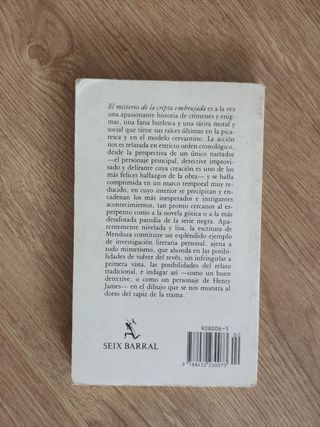 El misterio de la cripta embrujada es a la vez
una apasionante historia de crímenes y enig-
mas, una farsa burlesca y una sátira moral y
social que tiene sus raíces últimas en la pica-
resca y en el modelo cervantino. La acción
nos es relatada en estricto orden cronológico,
desde la perspectiva de un único narrador
—el personaje principal, detective improvi-
sado y delirante cuya creación es uno de los
más felices hallazgos de la obra— y se halla
comprimida en un marco temporal muy re-
ducido, en cuyo interior se precipitan y en-
cadenan los más inesperados e intrigantes
acontecimientos, tan pronto cercanos al es-
perpento como a la novela gótica o a la más
desaforada parodia de la serie negra. Apa-
rentemente nivelada y lisa, la escritura de
Mendoza constituye un espléndido ejemplo
de investigación literaria personal, ajeno a
todo mimetismo, que ahonda en las posibili-
dades de volver del revés, sin infringirlas a
primera vista, las posibilidades del relato
tradicional, e indagar así —como un buen
detective, o como un personaje de Henry
James— en el dibujo que se nos muestra al
dorso del tapiz de la trama.
SEIX BARRAL
908006-5
00
9 788432 230073